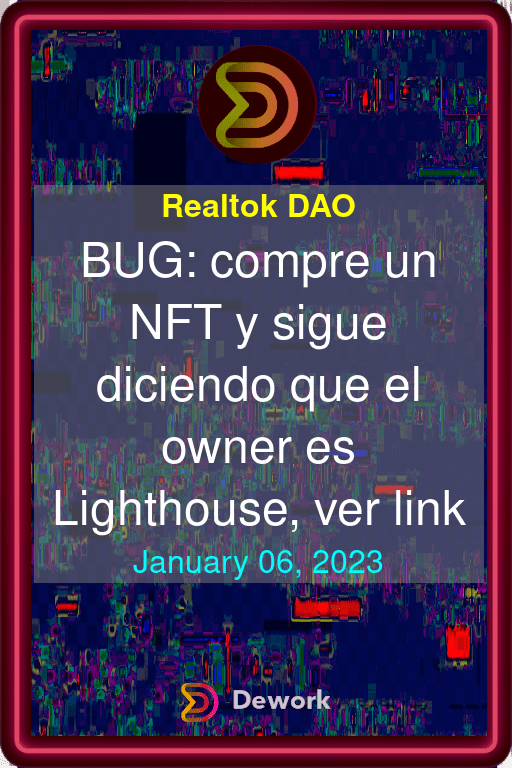 Realtok DAO
BUG: compre un
NFT y sigue
diciendo que el
owner es
Lighthouse, ver link
January 06, 2023
Dework